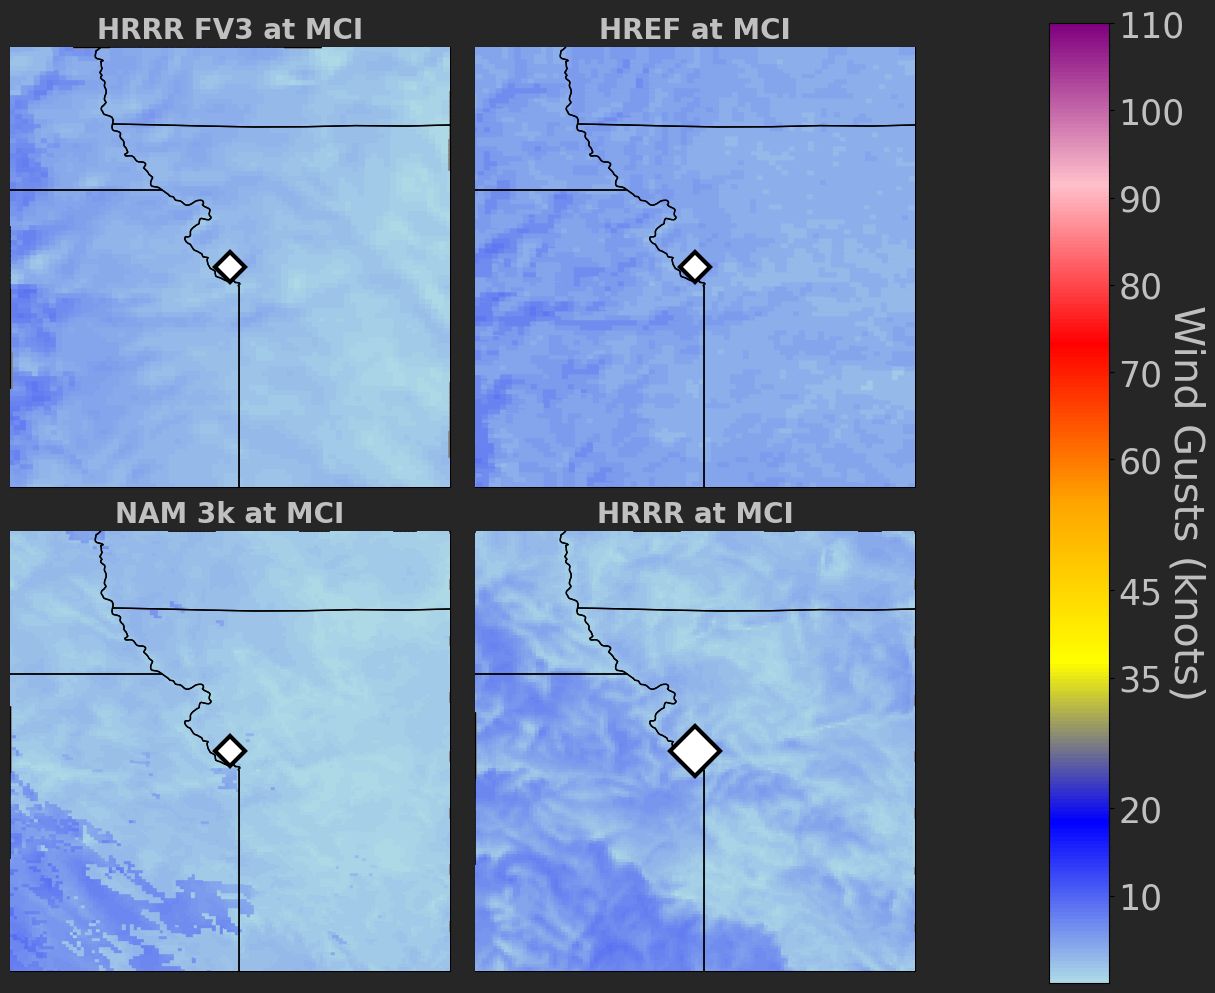 HRRR FV3 at MCI
HREF at MCI
NAM 3k at MCI
HRRR at MCI
110
100
90
80
70
60
45
35
20
10
Wind Gusts (knots)